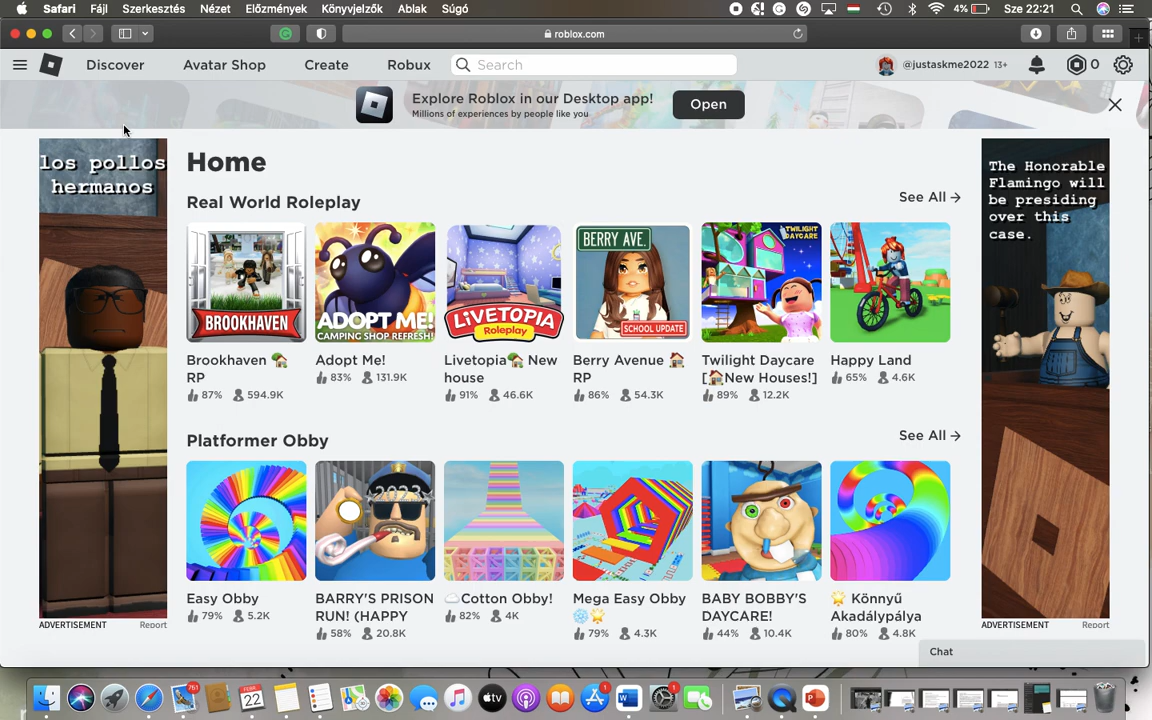 Safari Fájl Szerkesztés Nézet Előzmények Könyvjelzők Ablak Súgó 4% Sze 22:21
roblox.com
Discover Avatar Shop Create Robux Search @justaskme2022 13+ 0
Explore Roblox in our Desktop app!
Millions of experiences by people like you
Open
los pollos
hermanos
The Honorable
Flamingo will
be presiding
over this
case.
Home
Real World Roleplay
See All →
BROOKHAVEN
ADOPT ME!
CAMPING SHOP REFRESH!
LiVETOPIA
Roleplay
BERRY AVE.
SCHOOL UPDATE
TWILIGHT
DAYCARE
Brookhaven 🏡 RP
87% 594.9K
Adopt Me!
83% 131.9K
Livetopia🏡 New house
91% 46.6K
Berry Avenue 🏠 RP
86% 54.3K
Twilight Daycare [🏠New Houses!]
89% 12.2K
Happy Land
65% 4.6K
Platformer Obby
See All →
2023
Easy Obby
79% 5.2K
BARRY'S PRISON RUN! (HAPPY
58% 20.8K
☁️Cotton Obby!
82% 4K
Mega Easy Obby ❄️🌟
79% 4.3K
BABY BOBBY'S DAYCARE!
44% 10.4K
🌟 Könnyű Akadálypálya
80% 4.8K
ADVERTISEMENT Report
ADVERTISEMENT Report
Chat
761
FEBR.
22
tv
1
1